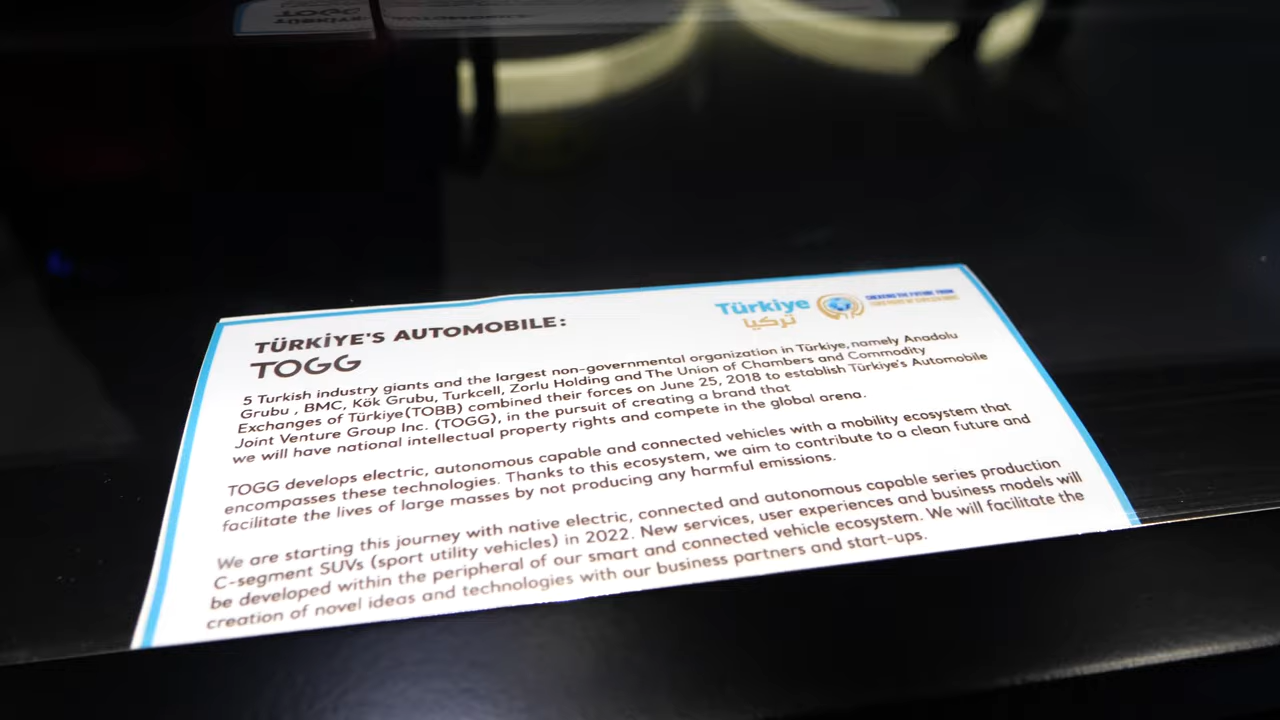 TÜRKİYE'S AUTOMOBILE:
TOGG
Türkiye
تركيا
CREATING THE FUTURE FROM
5 Turkish industry giants and the largest non-governmental organization in Türkiye, namely Anadolu
Grubu , BMC, Kök Grubu, Turkcell, Zorlu Holding and The Union of Chambers and Commodity
Exchanges of Türkiye(TOBB) combined their forces on June 25, 2018 to establish Türkiye's Automobile
Joint Venture Group Inc. (TOGG), in the pursuit of creating a brand that
we will have national intellectual property rights and compete in the global arena.
TOGG develops electric, autonomous capable and connected vehicles with a mobility ecosystem that
encompasses these technologies. Thanks to this ecosystem, we aim to contribute to a clean future and
facilitate the lives of large masses by not producing any harmful emissions.
We are starting this journey with native electric, connected and autonomous capable series production
C-segment SUVs (sport utility vehicles) in 2022. New services, user experiences and business models will
be developed within the peripheral of our smart and connected vehicle ecosystem. We will facilitate the
creation of novel ideas and technologies with our business partners and start-ups.